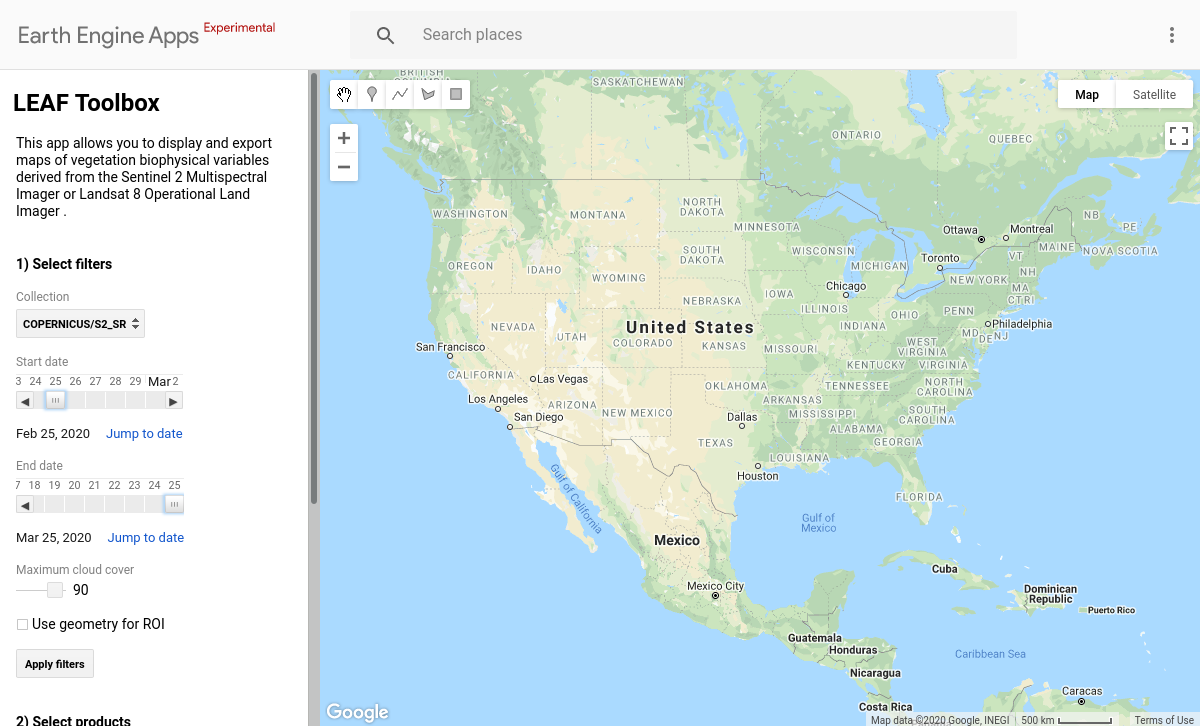 Earth Engine Apps Experimental
Search places
LEAF Toolbox
This app allows you to display and export
maps of vegetation biophysical variables
derived from the Sentinel 2 Multispectral
Imager or Landsat 8 Operational Land
Imager .
1) Select filters
Collection
COPERNICUS/S2_SR
Start date
3 24 25 26 27 28 29 Mar 2
Feb 25, 2020 Jump to date
End date
7 18 19 20 21 22 23 24 25
Mar 25, 2020 Jump to date
Maximum cloud cover
90
Use geometry for ROI
Apply filters
2) Select products
Map Satellite
BRITISH
SASKATCHEWAN
ONTARIO
QUEBEC
WASHINGTON
MONTANA
NORTH
DAKOTA
MINNESOTA
Ottawa
Montreal
NB
PE
MAINE
NOVA SCOTIA
OREGON
IDAHO
WYOMING
SOUTH
DAKOTA
WISCONSIN
MICHIGAN
Toronto
VT
NH
NEW YORK
MA
CT RI
Chicago
IOWA
NEBRASKA
ILLINOIS
INDIANA
OHIO
PENN
Philadelphia
MD
DE NJ
NEVADA
UTAH
COLORADO
United States
KANSAS
MISSOURI
WEST
VIRGINIA
VIRGINIA
KENTUCKY
San Francisco
CALIFORNIA
Las Vegas
Los Angeles
San Diego
ARIZONA
NEW MEXICO
OKLAHOMA
ARKANSAS
TENNESSEE
NORTH
CAROLINA
SOUTH
CAROLINA
MISSISSIPPI
ALABAMA
GEORGIA
Dallas
TEXAS
LOUISIANA
Houston
FLORIDA
Gulf of California
Gulf of
Mexico
Mexico
Mexico City
Cuba
Dominican
Republic
Puerto Rico
Guatemala
Honduras
Nicaragua
Caribbean Sea
Caracas
Costa Rica
Google
Map data ©2020 Google, INEGI 500 km Terms of Use